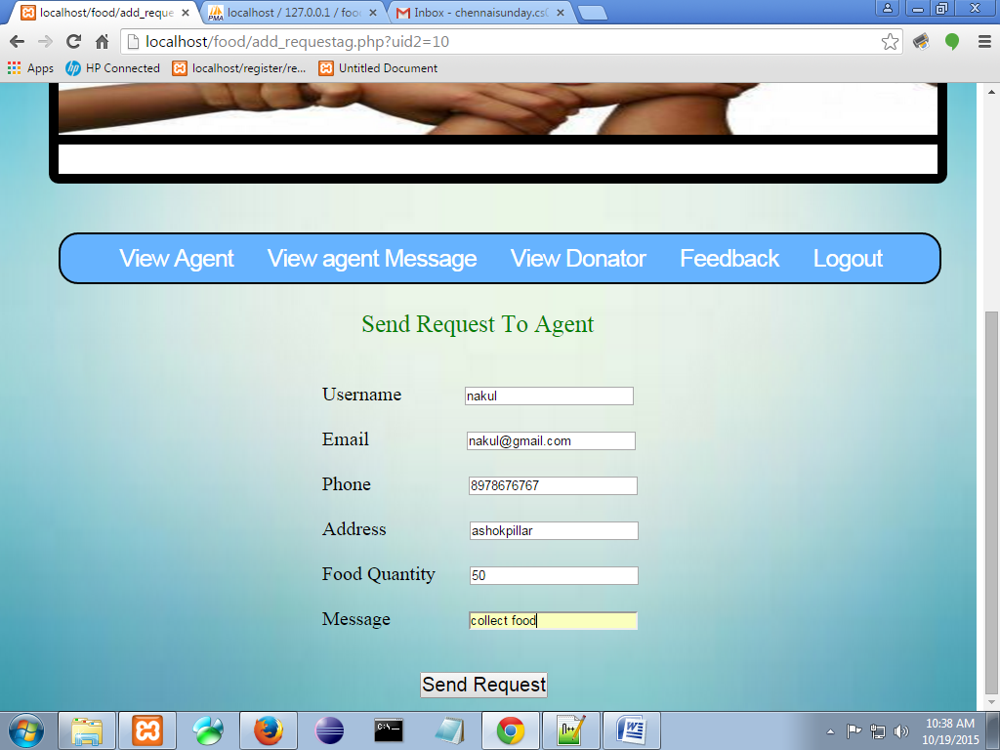 localhost/food/add_reque
localhost / 127.0.0.1 / foo
Inbox - chennaisunday.cs
localhost/food/add_requestag.php?uid2=10
Apps
HP Connected
localhost/register/re...
Untitled Document
View Agent
View agent Message
View Donator
Feedback
Logout
Send Request To Agent
Username
nakul
Email
nakul@gmail.com
Phone
8978676767
Address
ashokpillar
Food Quantity
50
Message
collect food
Send Request
10:38 AM
10/19/2015